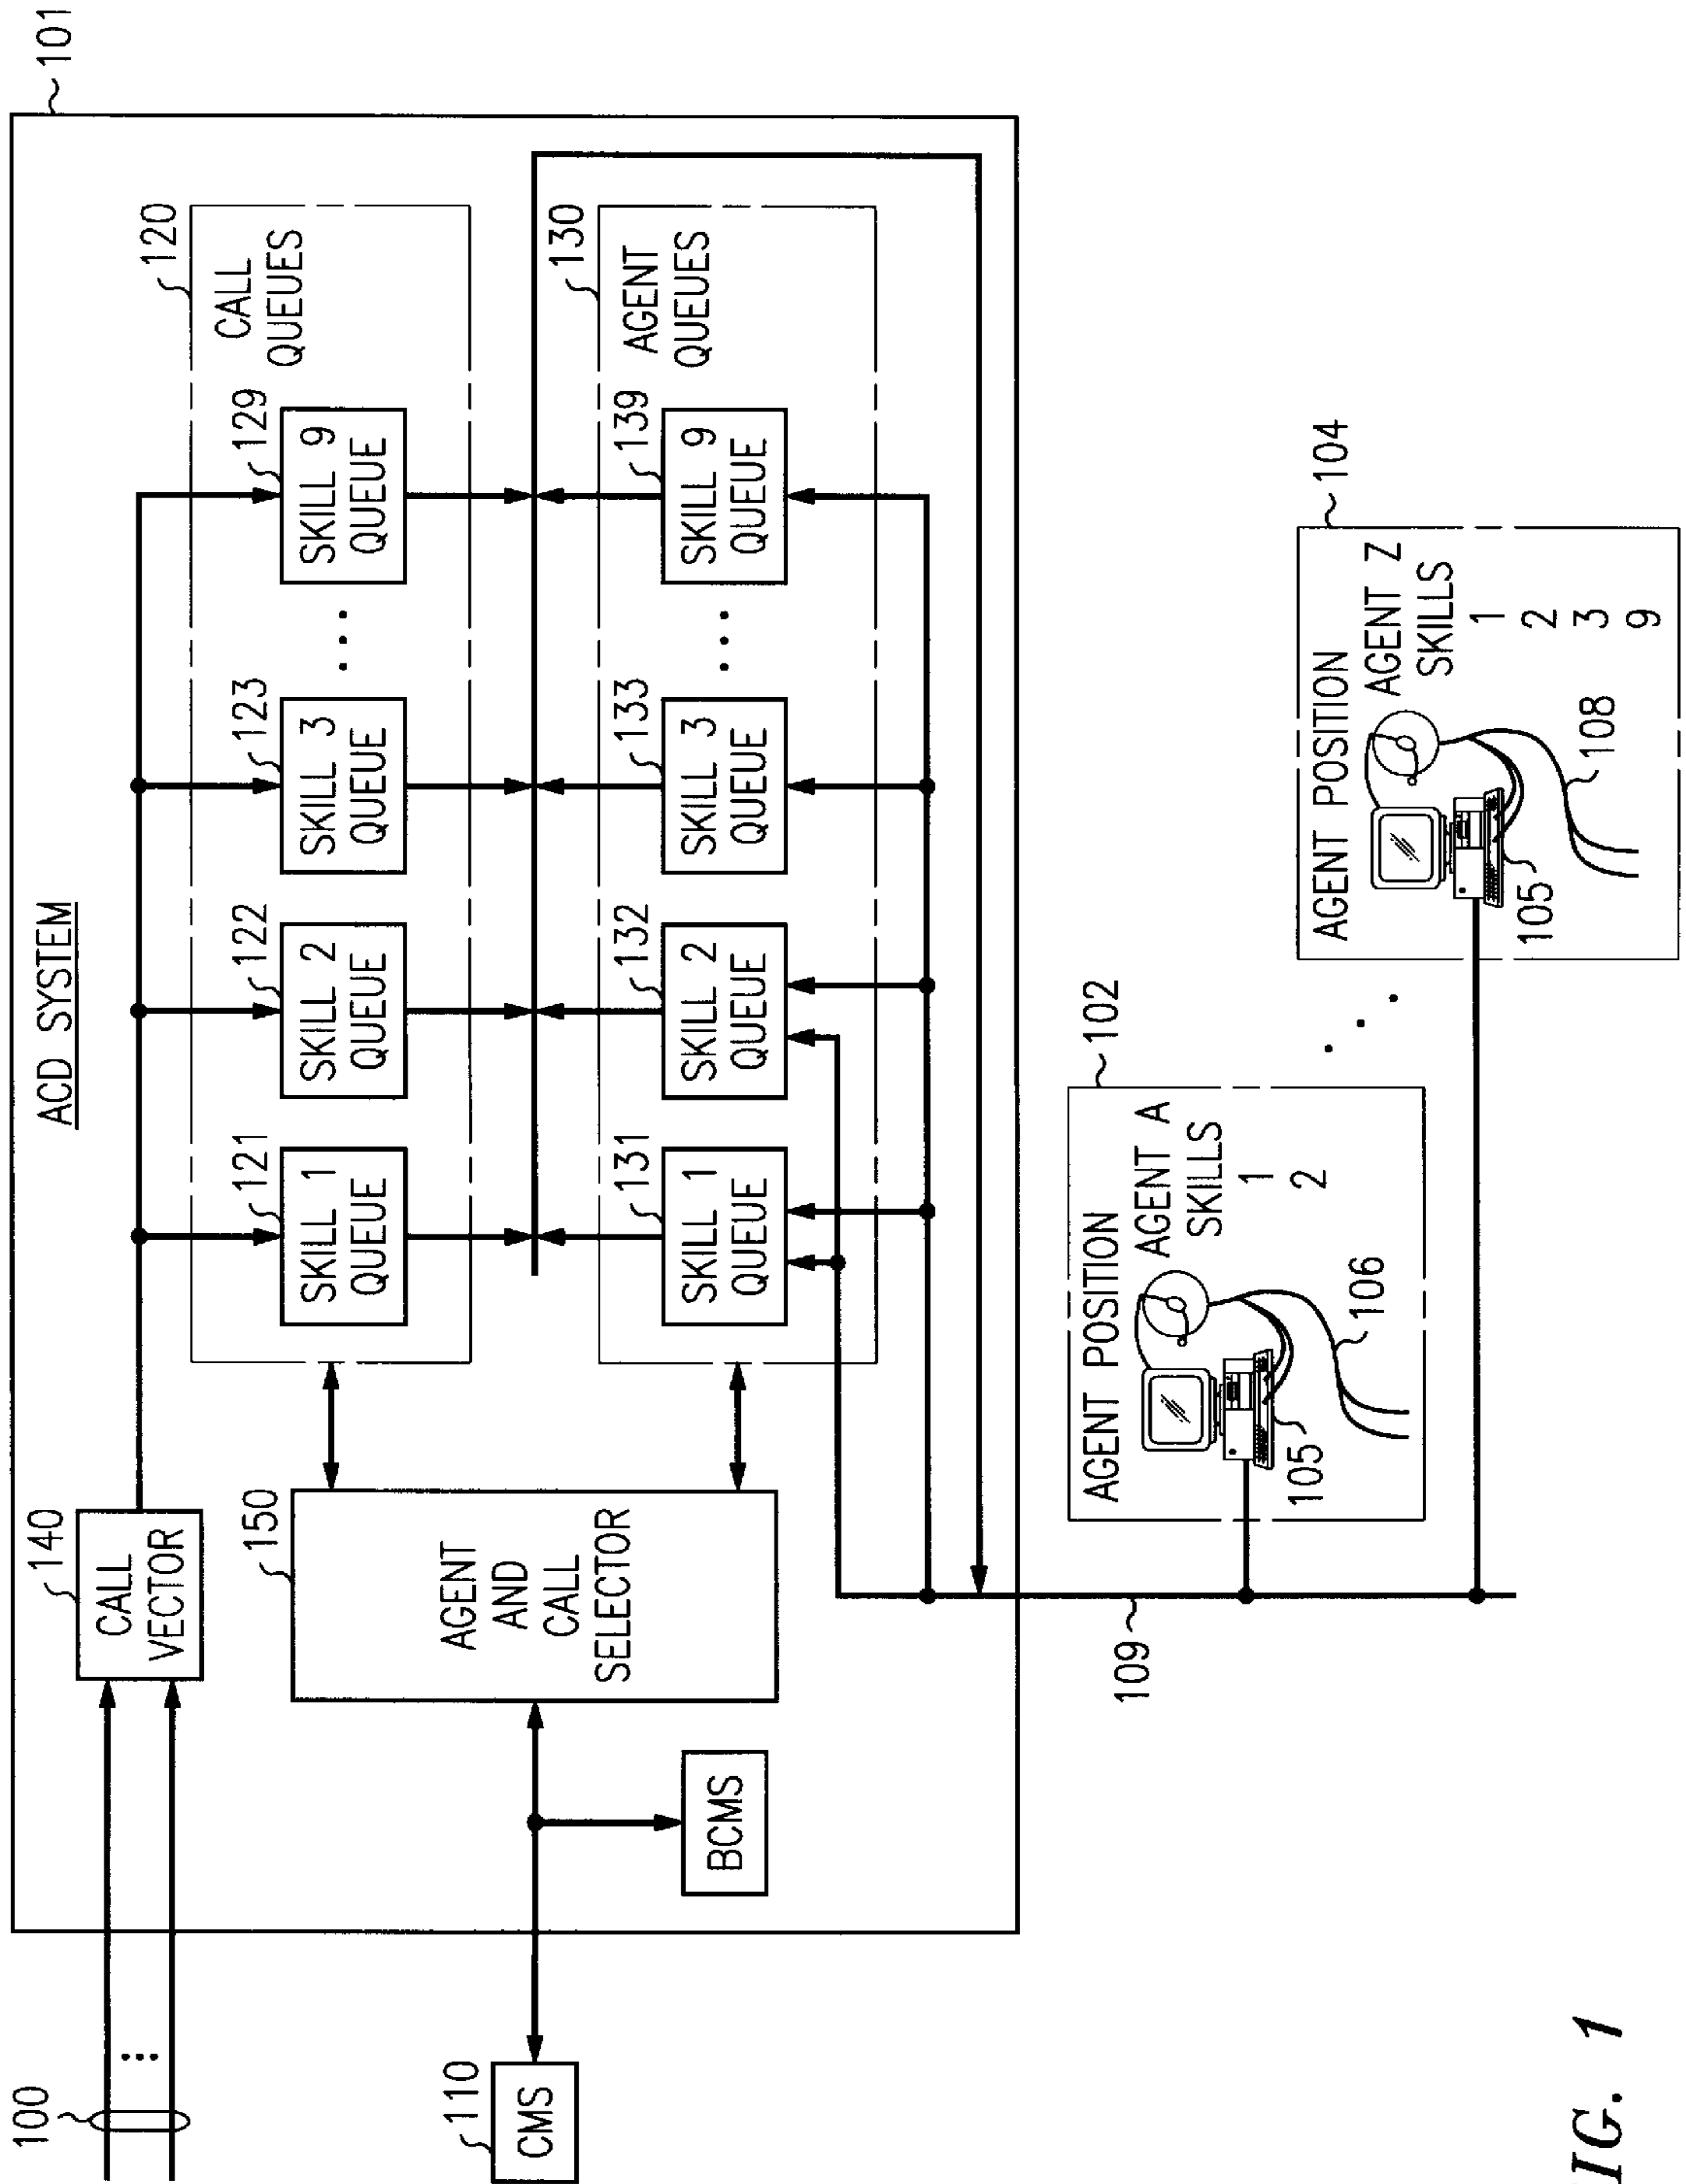 100
ACD SYSTEM
101
140
CALL
VECTOR
120
CALL
QUEUES
121
SKILL 1
QUEUE
122
SKILL 2
QUEUE
123
SKILL 3
QUEUE
...
129
SKILL 9
QUEUE
150
AGENT
AND
CALL
SELECTOR
110
CMS
BCMS
130
AGENT
QUEUES
131
SKILL 1
QUEUE
132
SKILL 2
QUEUE
133
SKILL 3
QUEUE
...
139
SKILL 9
QUEUE
109
102
AGENT POSITION
AGENT A
SKILLS
1
2
105
106
...
104
AGENT POSITION
AGENT Z
SKILLS
1
2
3
9
105
108
IG. 1